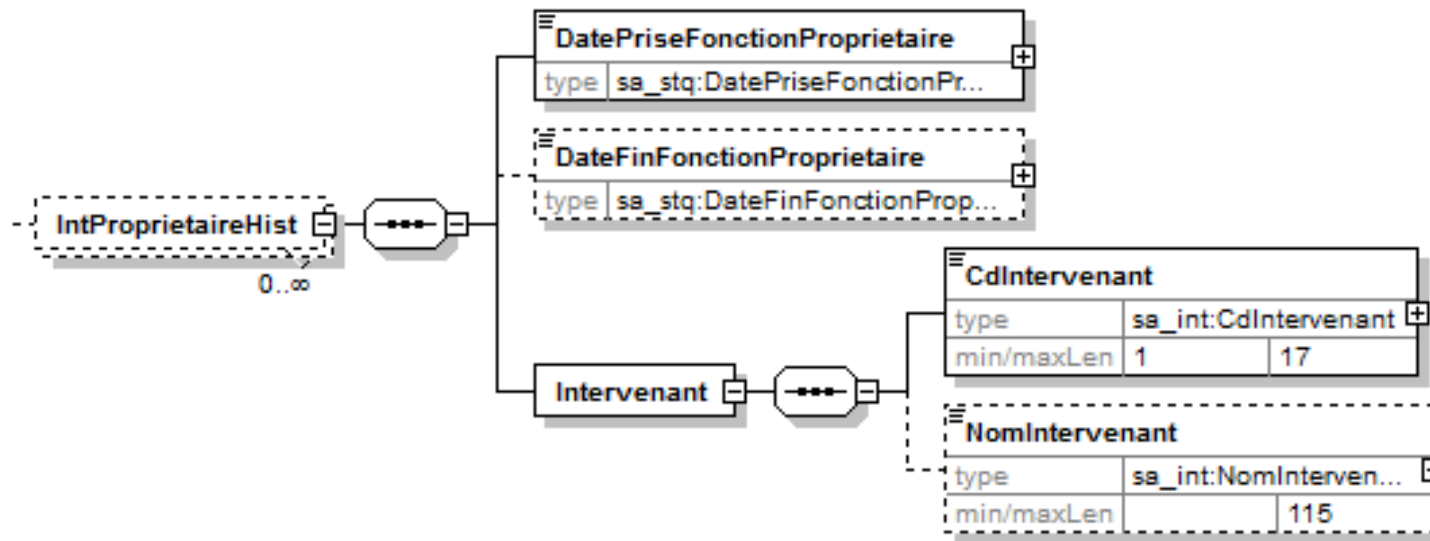 DatePriseFonctionProprietaire
type sa_stq:DatePriseFonctionPr...
DateFinFonctionProprietaire
type sa_stq:DateFinFonctionProp...
IntProprietaireHist
0..∞
CdIntervenant
type sa_int:CdIntervenant
min/maxLen 1 17
Intervenant
NomIntervenant
type sa_int:NomInterven...
min/maxLen 115